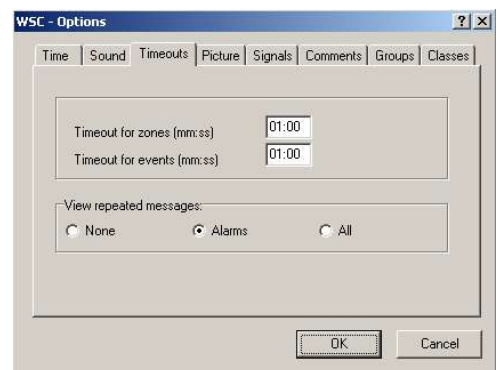 WSC - Options
Time Sound Timeouts Picture Signals Comments Groups Classes
Timeout for zones (mm:ss) 01:00
Timeout for events (mm:ss) 01:00
View repeated messages:
None Alarms All
OK Cancel